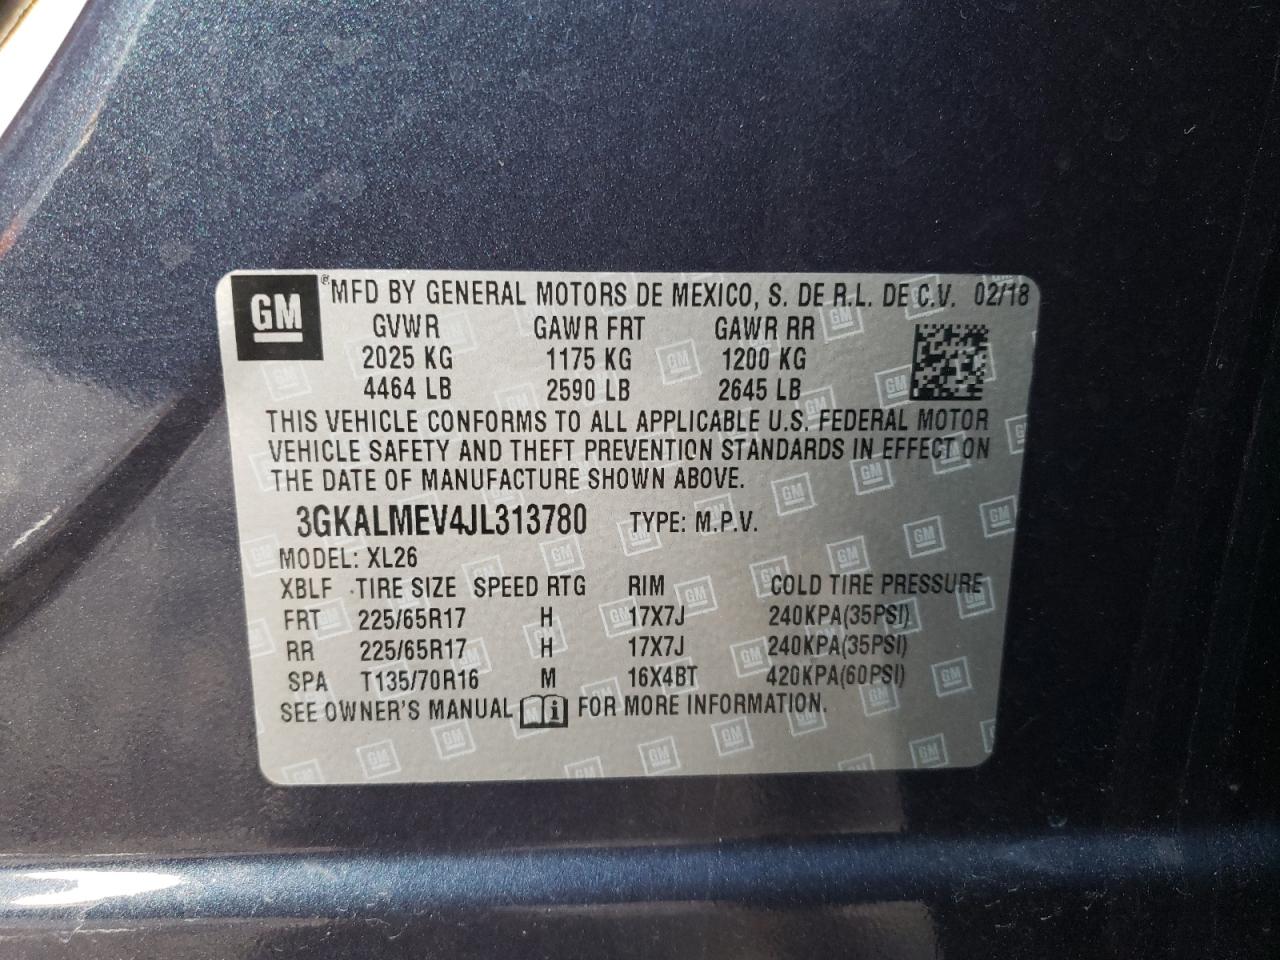 GM
®MFD BY GENERAL MOTORS DE MEXICO, S. DE R.L. DE C.V. 02/18
GVWR GAWR FRT GAWR RR
2025 KG 1175 KG 1200 KG
4464 LB 2590 LB 2645 LB
THIS VEHICLE CONFORMS TO ALL APPLICABLE U.S. FEDERAL MOTOR
VEHICLE SAFETY AND THEFT PREVENTION STANDARDS IN EFFECT ON
THE DATE OF MANUFACTURE SHOWN ABOVE.
3GKALMEV4JL313780 TYPE: M.P.V.
MODEL: XL26
XBLF TIRE SIZE SPEED RTG RIM COLD TIRE PRESSURE
FRT 225/65R17 H 17X7J 240KPA(35PSI)
RR 225/65R17 H 17X7J 240KPA(35PSI)
SPA T135/70R16 M 16X4BT 420KPA(60PSI)
SEE OWNER'S MANUAL i FOR MORE INFORMATION.